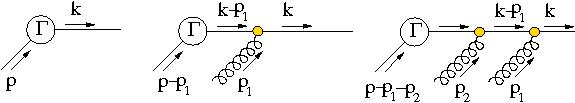 k k-p₁ k k-p₁ k
Γ Γ Γ
p p-p₁ p₁ p-p₁-p₂ p₂ p₁